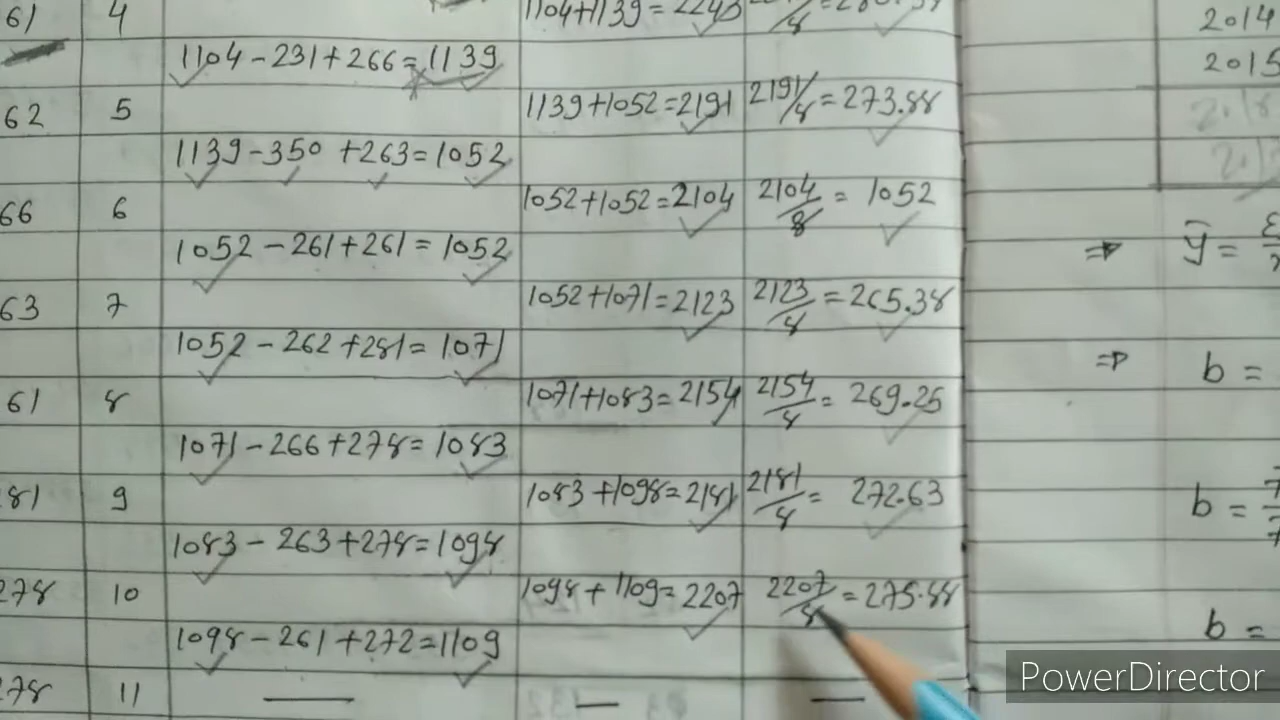 61 4 1104+1139=2243
1104-231+266=1139
62 5 1139+1052=2191 2191/8=273.88
1139-350+263=1052
66 6 1052+1052=2104 2104/8=1052
1052-261+261=1052
63 7 1052+1071=2123 2123/8=265.38
1052-262+281=1071
61 8 1071+1083=2154 2154/8=269.25
1071-266+278=1083
81 9 1083+1098=2181 2181/8=272.63
1083-263+278=1098
278 10 1098+1109=2207 2207/8=275.88
1098-261+272=1109
278 11 — — —
2014
2015
⇒ ȳ =
⇒ b =
b =
b =
PowerDirector